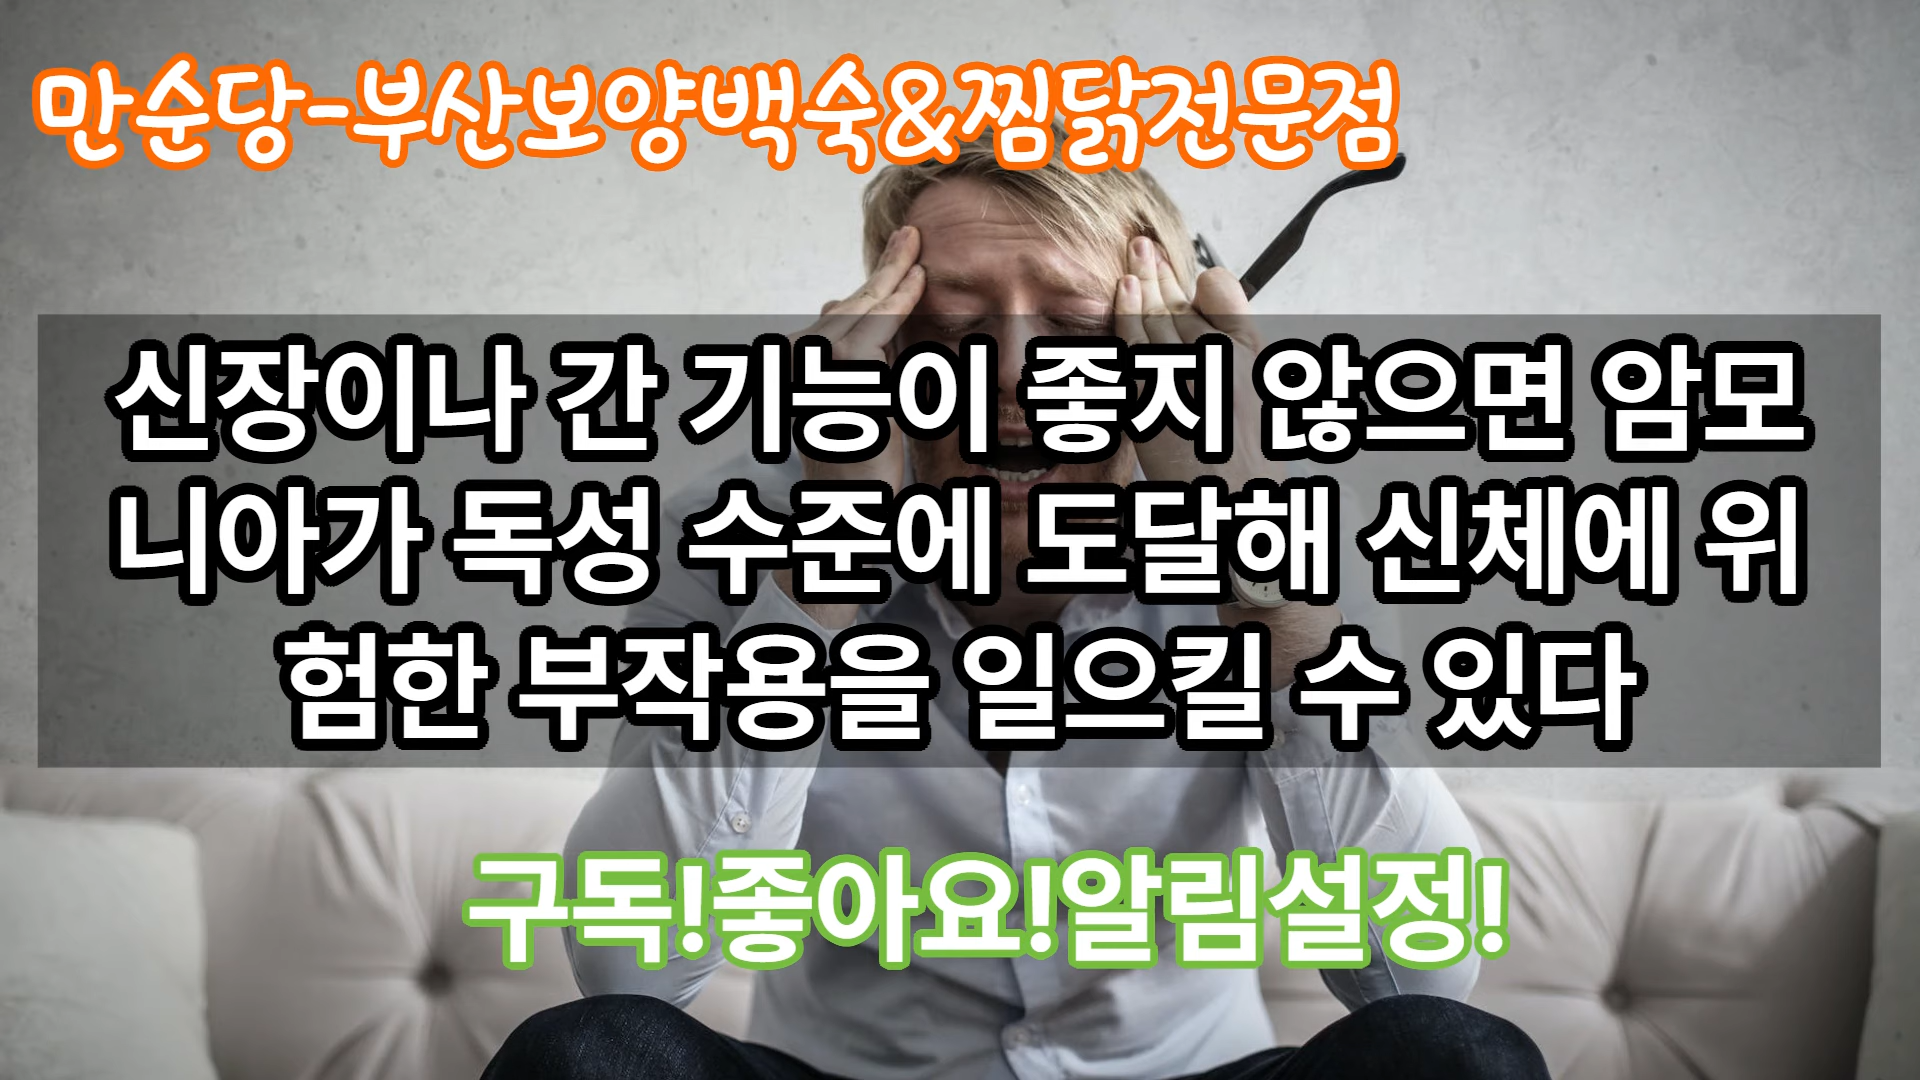 만순당-부산보양백숙&찜닭전문점
신장이나 간 기능이 좋지 않으면 암모
니아가 독성 수준에 도달해 신체에 위
험한 부작용을 일으킬 수 있다
구독!좋아요!알림설정!